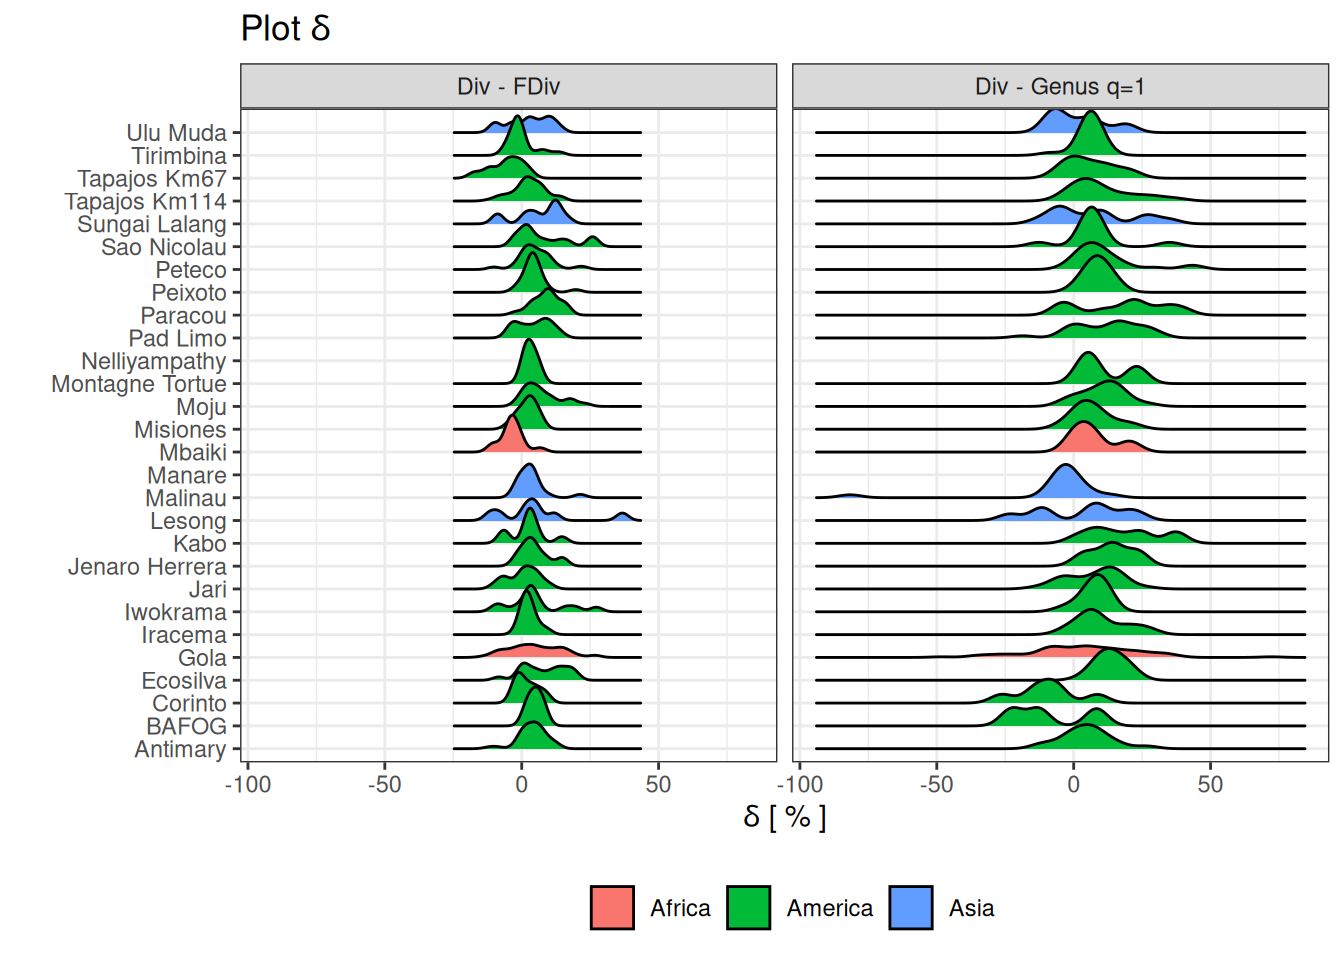 Plot δ
Div - FDiv
Div - Genus q=1
Ulu Muda
Tirimbina
Tapajos Km67
Tapajos Km114
Sungai Lalang
Sao Nicolau
Peteco
Peixoto
Paracou
Pad Limo
Nelliyampathy
Montagne Tortue
Moju
Misiones
Mbaiki
Manare
Malinau
Lesong
Kabo
Jenaro Herrera
Jari
Iwokrama
Iracema
Gola
Ecosilva
Corinto
BAFOG
Antimary
-100 -50 0 50 -100 -50 0 50
δ [ % ]
Africa America Asia